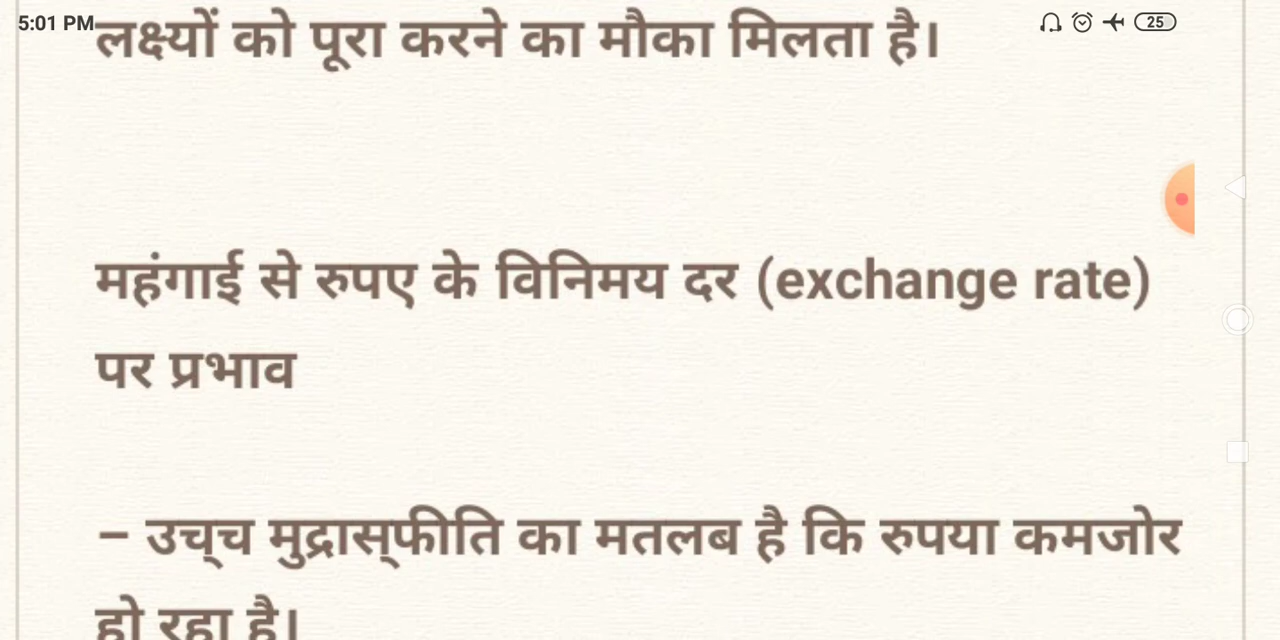 5:01 PM
25
लक्ष्यों को पूरा करने का मौका मिलता है।
महंगाई से रुपए के विनिमय दर (exchange rate)
पर प्रभाव
– उच्च मुद्रास्फीति का मतलब है कि रुपया कमजोर
हो रहा है।